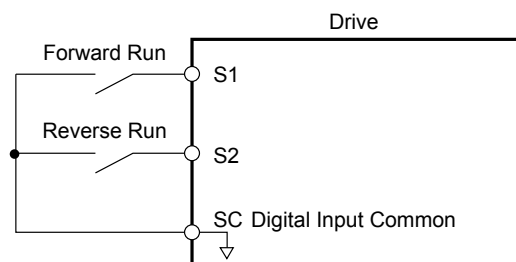 Drive
Forward Run
S1
Reverse Run
S2
SC Digital Input Common